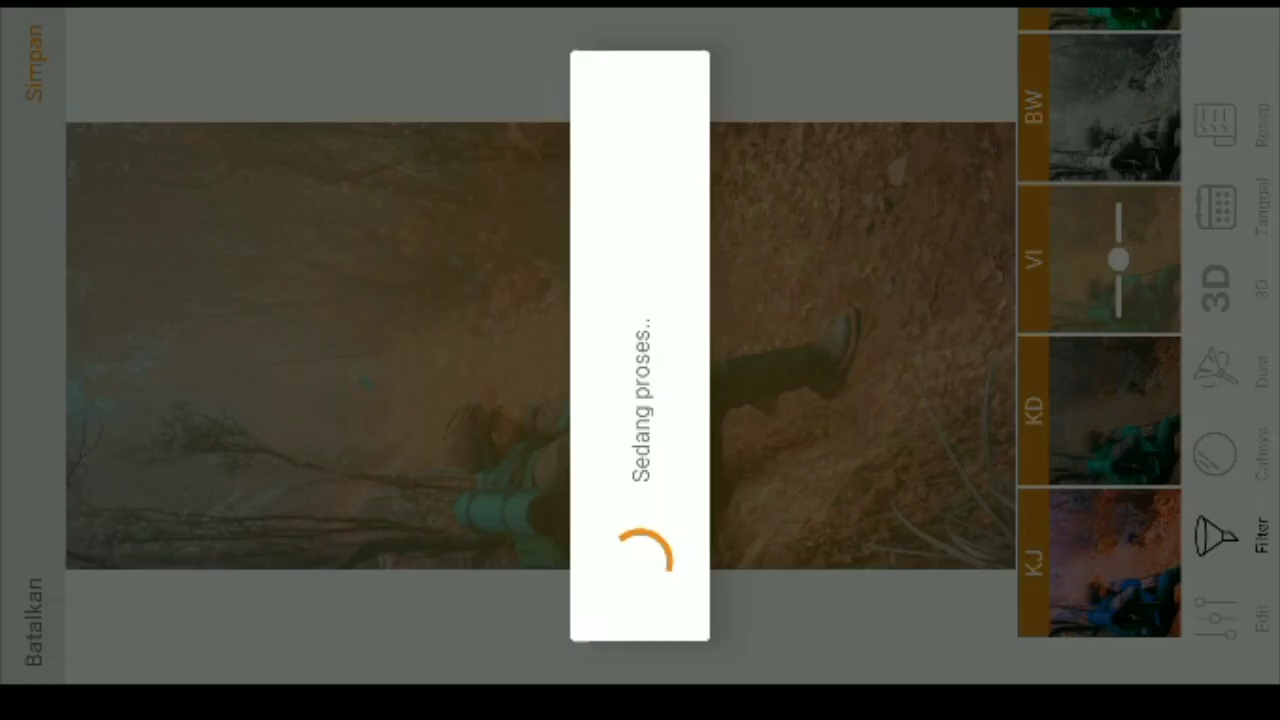 Batalkan
Simpan
Sedang proses..
KJ
KD
VI
BW
3D
Edit
Filter
Cahaya
Dust
3D
Tanggal
Resep